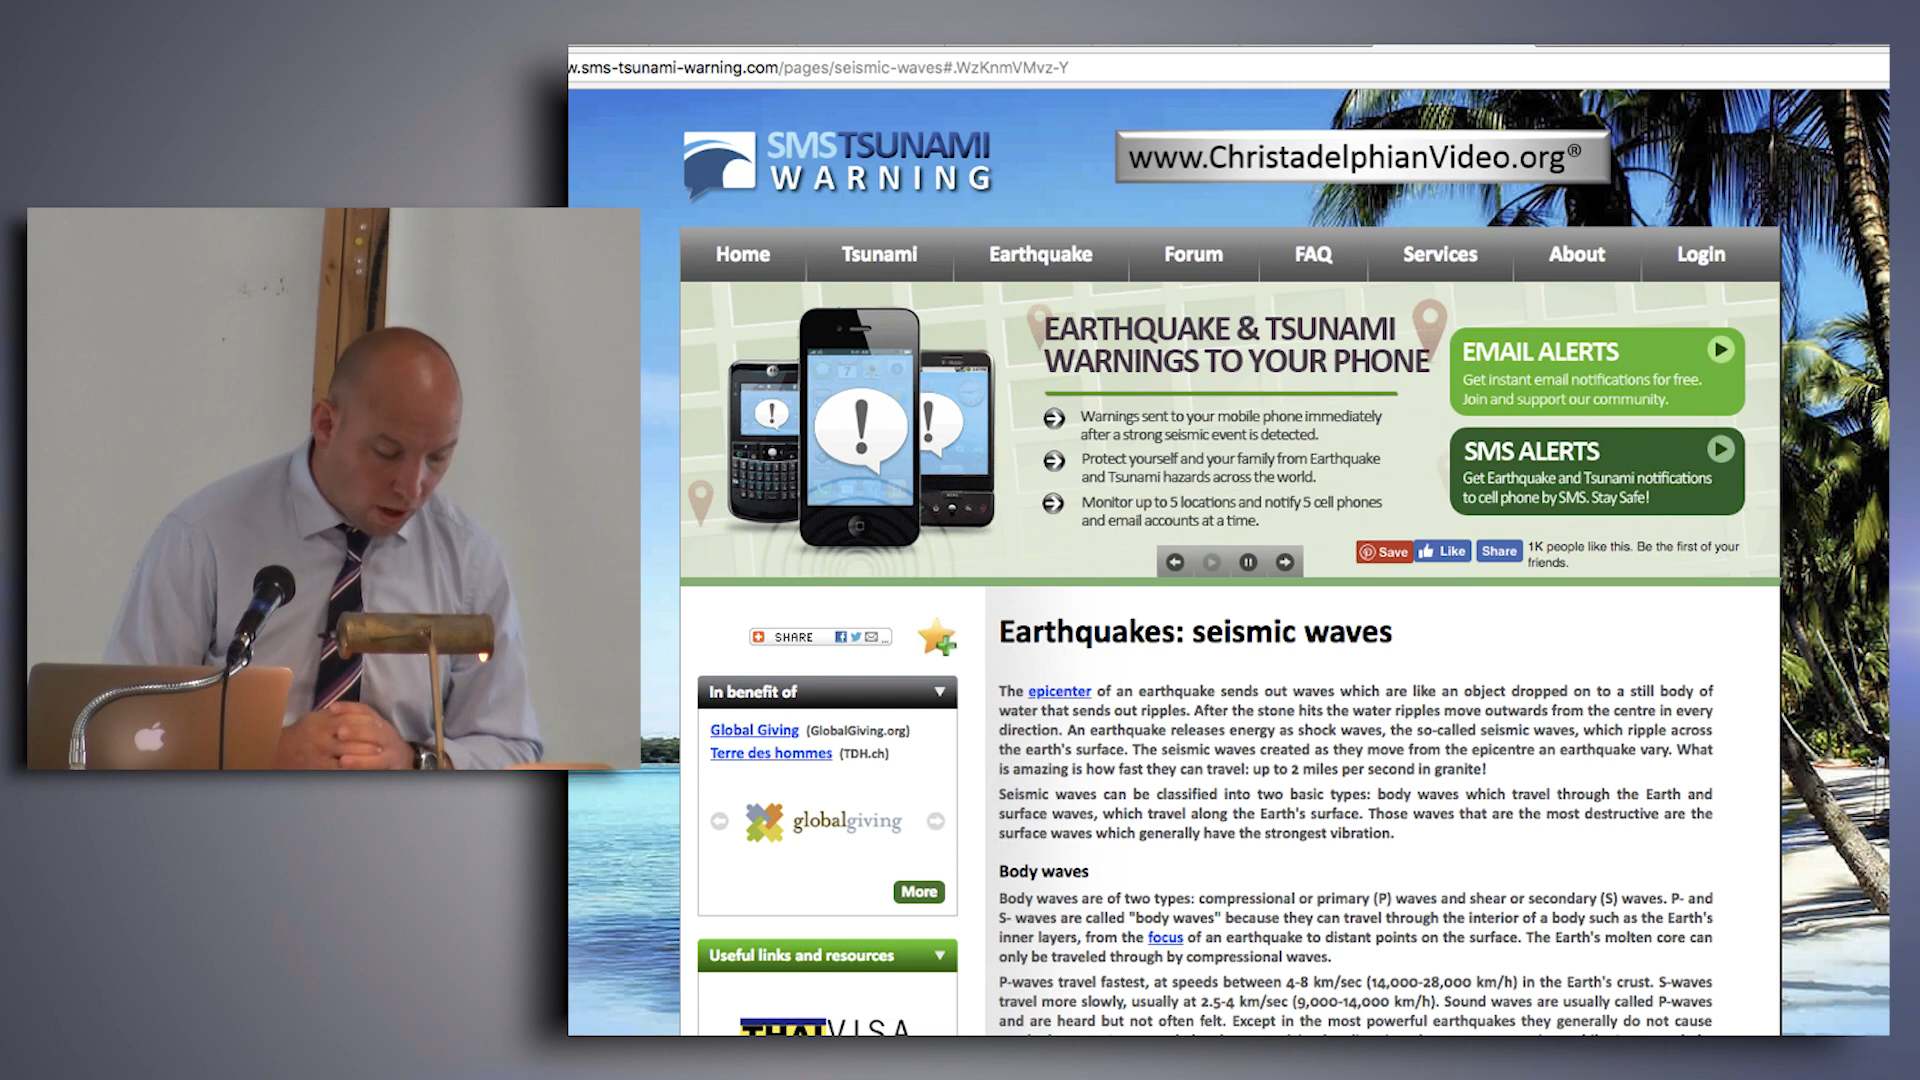 w.sms-tsunami-warning.com/pages/seismic-waves#.WzKnmVMvz-Y
SMSTSUNAMI
WARNING
www.ChristadelphianVideo.org®
Home Tsunami Earthquake Forum FAQ Services About Login
EARTHQUAKE & TSUNAMI
WARNINGS TO YOUR PHONE
Warnings sent to your mobile phone immediately
after a strong seismic event is detected.
Protect yourself and your family from Earthquake
and Tsunami hazards across the world.
Monitor up to 5 locations and notify 5 cell phones
and email accounts at a time.
EMAIL ALERTS
Get instant email notifications for free.
Join and support our community.
SMS ALERTS
Get Earthquake and Tsunami notifications
to cell phone by SMS. Stay Safe!
Save Like Share 1K people like this. Be the first of your
friends.
SHARE ...
In benefit of
Global Giving (GlobalGiving.org)
Terre des hommes (TDH.ch)
globalgiving
More
Useful links and resources
THAIVISA
Earthquakes: seismic waves
The epicenter of an earthquake sends out waves which are like an object dropped on to a still body of
water that sends out ripples. After the stone hits the water ripples move outwards from the centre in every
direction. An earthquake releases energy as shock waves, the so-called seismic waves, which ripple across
the earth's surface. The seismic waves created as they move from the epicentre an earthquake vary. What
is amazing is how fast they can travel: up to 2 miles per second in granite!
Seismic waves can be classified into two basic types: body waves which travel through the Earth and
surface waves, which travel along the Earth's surface. Those waves that are the most destructive are the
surface waves which generally have the strongest vibration.
Body waves
Body waves are of two types: compressional or primary (P) waves and shear or secondary (S) waves. P- and
S- waves are called "body waves" because they can travel through the interior of a body such as the Earth's
inner layers, from the focus of an earthquake to distant points on the surface. The Earth's molten core can
only be traveled through by compressional waves.
P-waves travel fastest, at speeds between 4-8 km/sec (14,000-28,000 km/h) in the Earth's crust. S-waves
travel more slowly, usually at 2.5-4 km/sec (9,000-14,000 km/h). Sound waves are usually called P-waves
and are heard but not often felt. Except in the most powerful earthquakes they generally do not cause